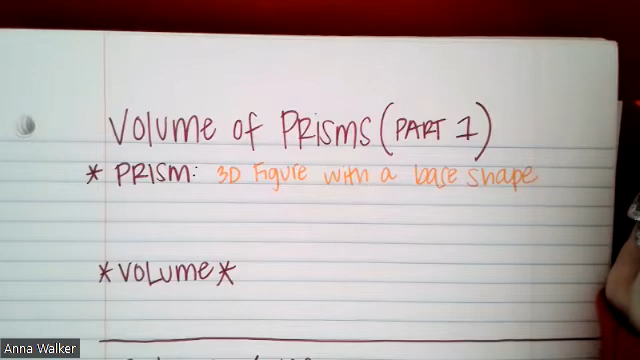 Volume of Prisms (PART 1)
* PRISM: 3D Figure with a base shape
*VOLUME*
Anna Walker